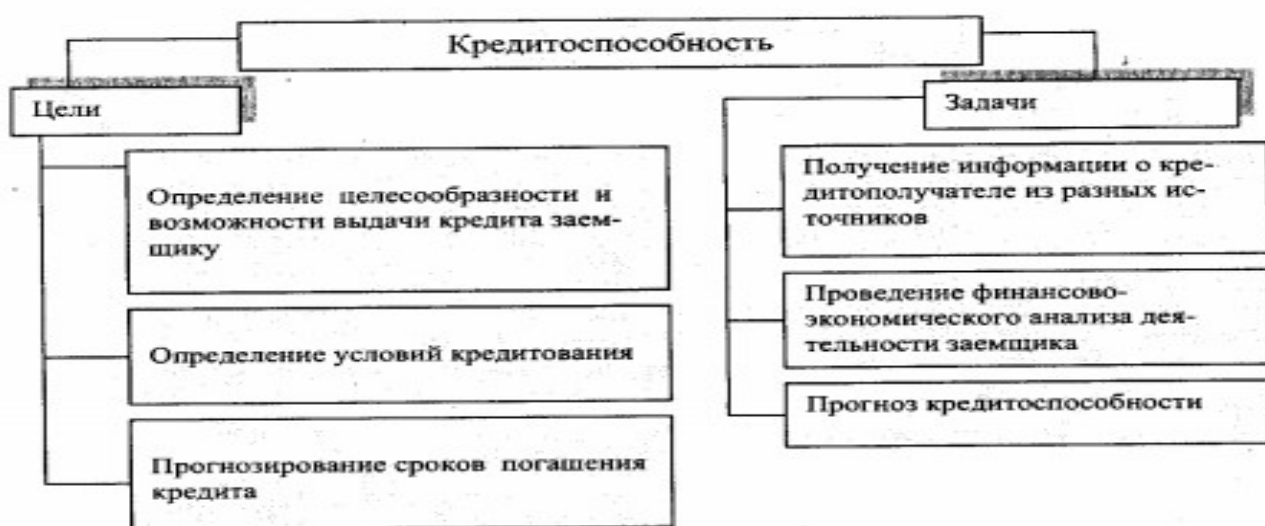 Кредитоспособность
Цели
Определение целесообразности и
возможности выдачи кредита заем-
щику
Определение условий кредитования
Прогнозирование сроков погашения
кредита
Задачи
Получение информации о кре-
дитополучателе из разных ис-
точников
Проведение финансово-
экономического анализа дея-
тельности заемщика
Прогноз кредитоспособности